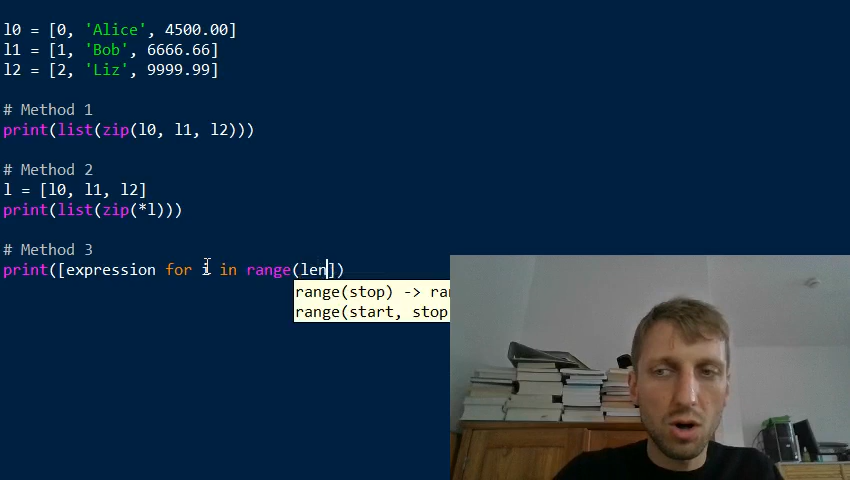 l0 = [0, 'Alice', 4500.00]
l1 = [1, 'Bob', 6666.66]
l2 = [2, 'Liz', 9999.99]
# Method 1
print(list(zip(l0, l1, l2)))
# Method 2
l = [l0, l1, l2]
print(list(zip(*l)))
# Method 3
print([expression for i in range(len])
range(stop) -> ran
range(start, stop